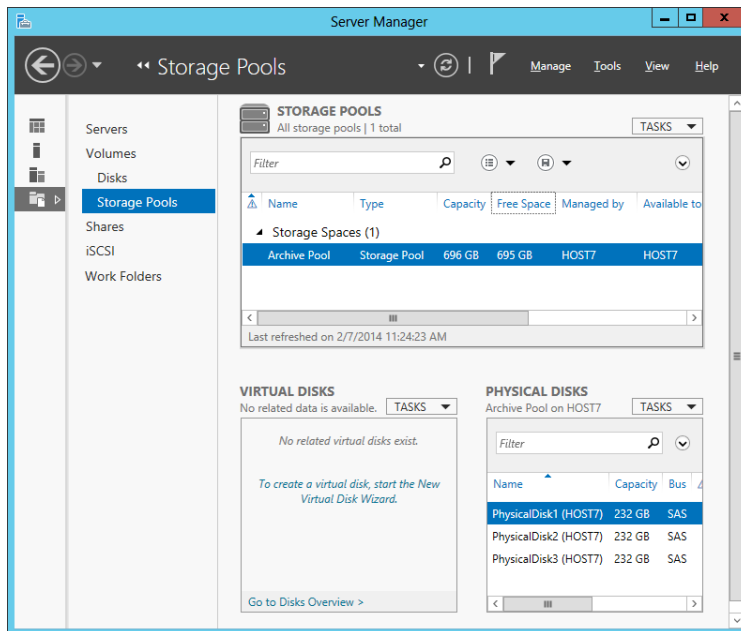 Server Manager
Storage Pools
Manage Tools View Help
Servers
Volumes
Disks
Storage Pools
Shares
iSCSI
Work Folders
STORAGE POOLS
All storage pools | 1 total
TASKS
Filter
Name Type Capacity Free Space Managed by Available to
Storage Spaces (1)
Archive Pool Storage Pool 696 GB 695 GB HOST7 HOST7
Last refreshed on 2/7/2014 11:24:23 AM
VIRTUAL DISKS
No related data is available. TASKS
No related virtual disks exist.
To create a virtual disk, start the New
Virtual Disk Wizard.
Go to Disks Overview >
PHYSICAL DISKS
Archive Pool on HOST7 TASKS
Filter
Name Capacity Bus
PhysicalDisk1 (HOST7) 232 GB SAS
PhysicalDisk2 (HOST7) 232 GB SAS
PhysicalDisk3 (HOST7) 232 GB SAS